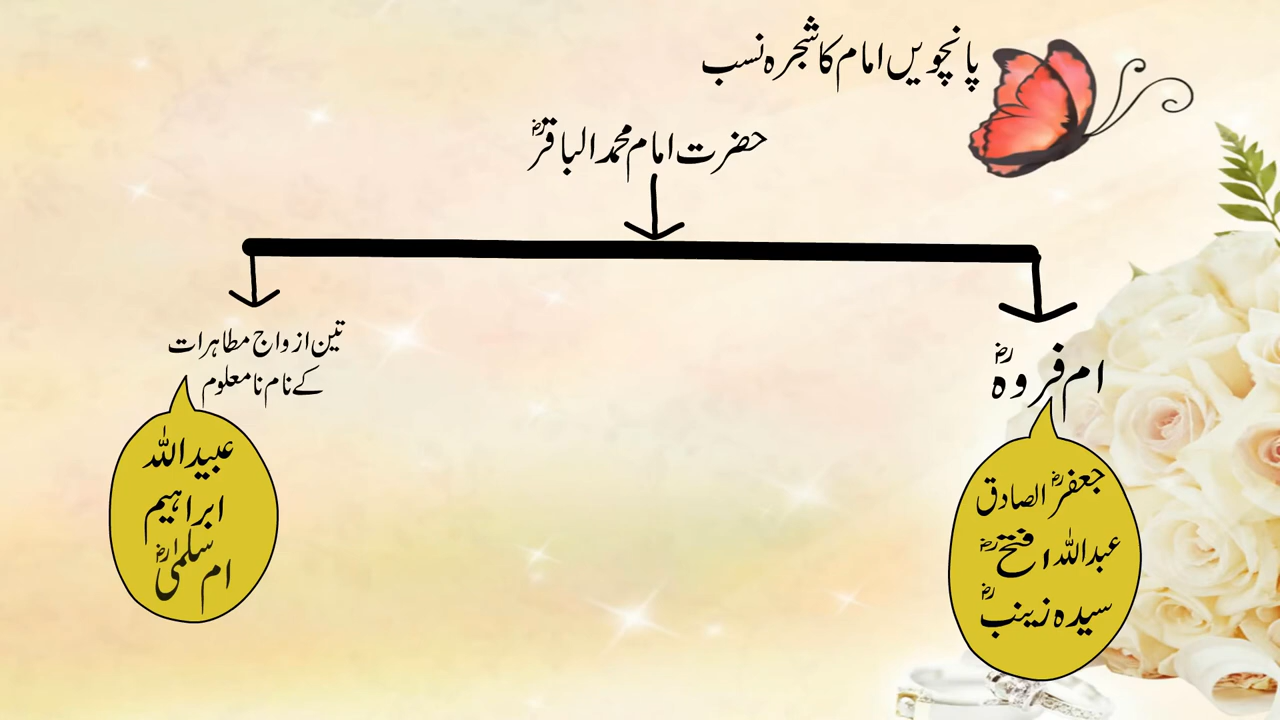 پانچویں امام کا شجرہ نسب
حضرت امام محمد الباقرؓ
ام فروہؓ
جعفرؓ الصادق
عبداللہ افتحؓ
سیدہ زینبؓ
تین ازواج مطاہرات
کے نام نامعلوم
عبیداللہ
ابراہیم
ام سلمیٰؓ